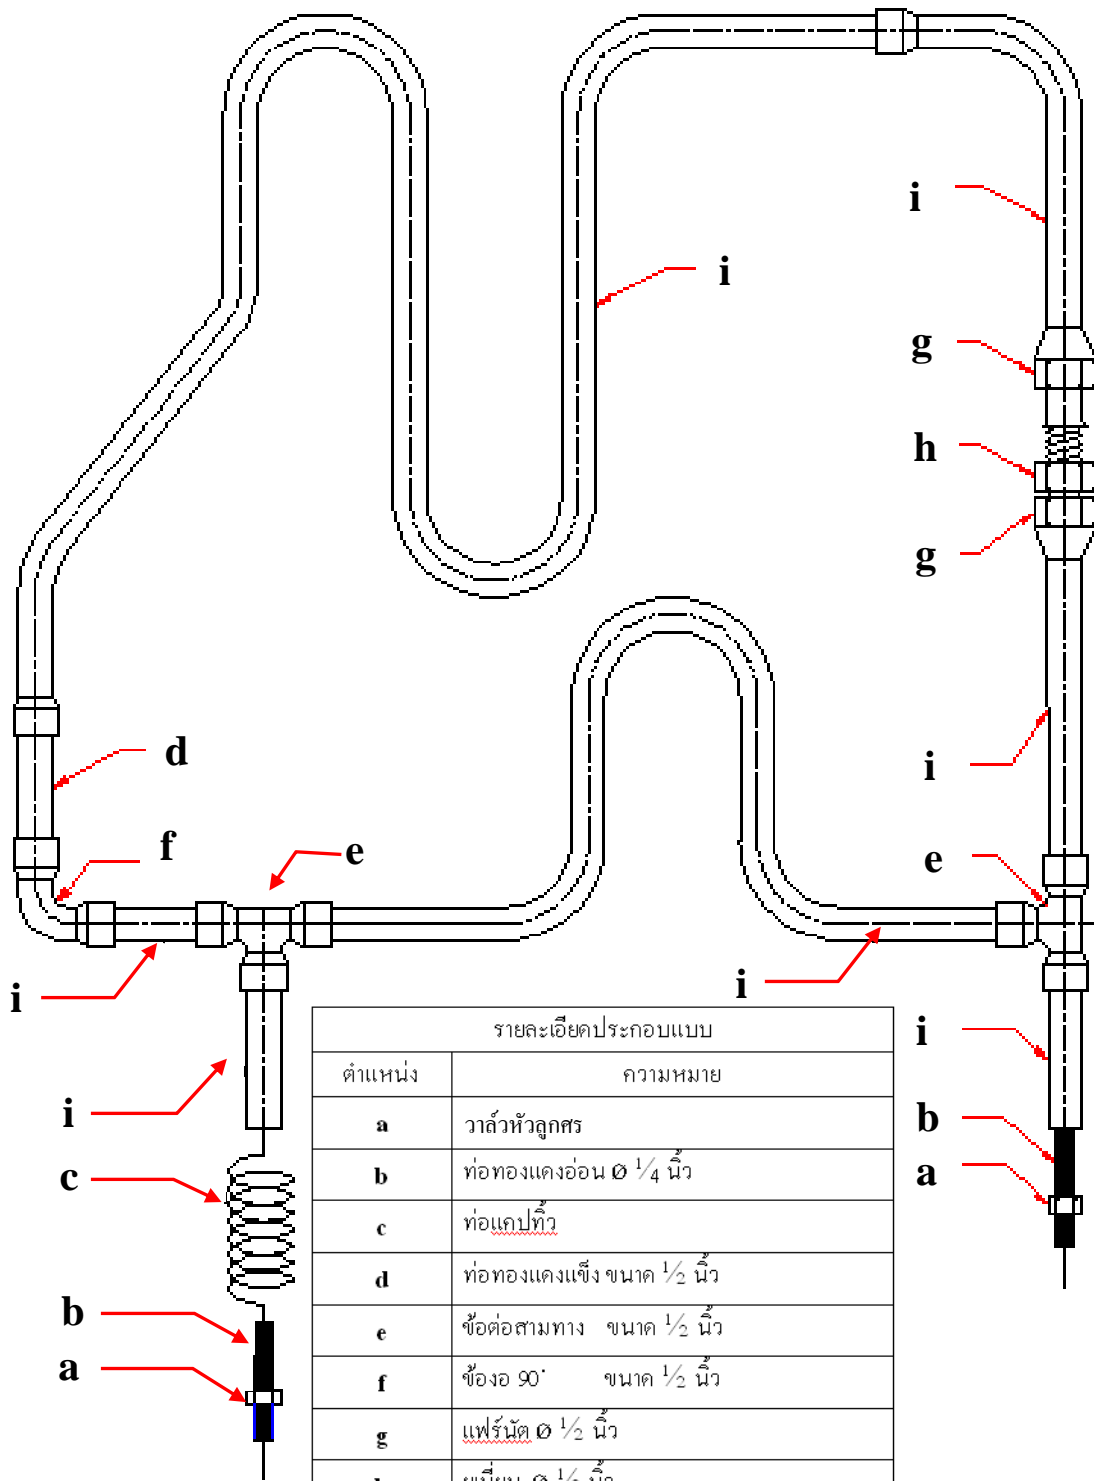 i
i
g
h
g
d
i
f
e
e
i
i
รายละเอียดประกอบแบบ
i
ตำแหน่ง ความหมาย
i
a วาล์วหัวลูกศร
b
b ท่อทองแดงอ่อน Ø 1/4 นิ้ว
c
a
c ท่อแคปทิ้ว
d ท่อทองแดงแข็ง ขนาด 1/2 นิ้ว
b
e ข้อต่อสามทาง ขนาด 1/2 นิ้ว
a
f ข้องอ 90° ขนาด 1/2 นิ้ว
g แฟร์นัต Ø 1/2 นิ้ว